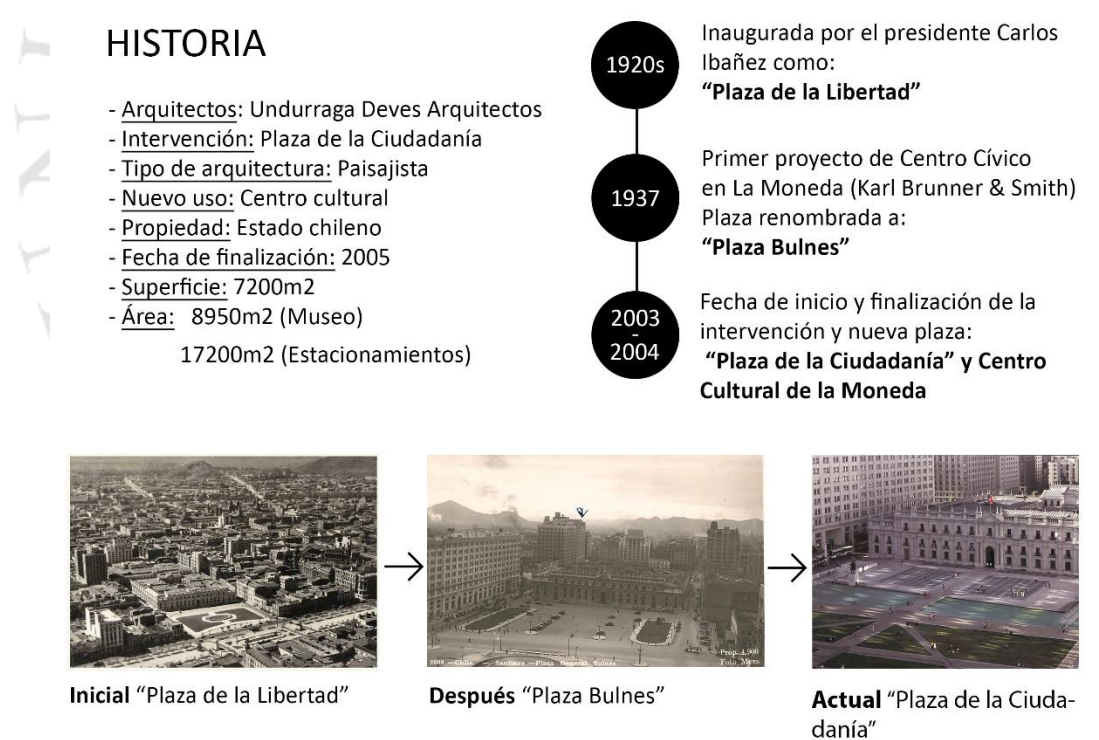 HISTORIA
- Arquitectos: Undurraga Deves Arquitectos
- Intervención: Plaza de la Ciudadanía
- Tipo de arquitectura: Paisajista
- Nuevo uso: Centro cultural
- Propiedad: Estado chileno
- Fecha de finalización: 2005
- Superficie: 7200m2
- Área: 8950m2 (Museo)
17200m2 (Estacionamientos)
1920s
Inaugurada por el presidente Carlos
Ibañez como:
“Plaza de la Libertad”
1937
Primer proyecto de Centro Cívico
en La Moneda (Karl Brunner & Smith)
Plaza renombrada a:
“Plaza Bulnes”
2003
-
2004
Fecha de inicio y finalización de la
intervención y nueva plaza:
“Plaza de la Ciudadanía” y Centro
Cultural de la Moneda
Chile. — Santiago — Plaza General Bulnes
Inicial “Plaza de la Libertad”
Después “Plaza Bulnes”
Actual “Plaza de la Ciuda-
danía”